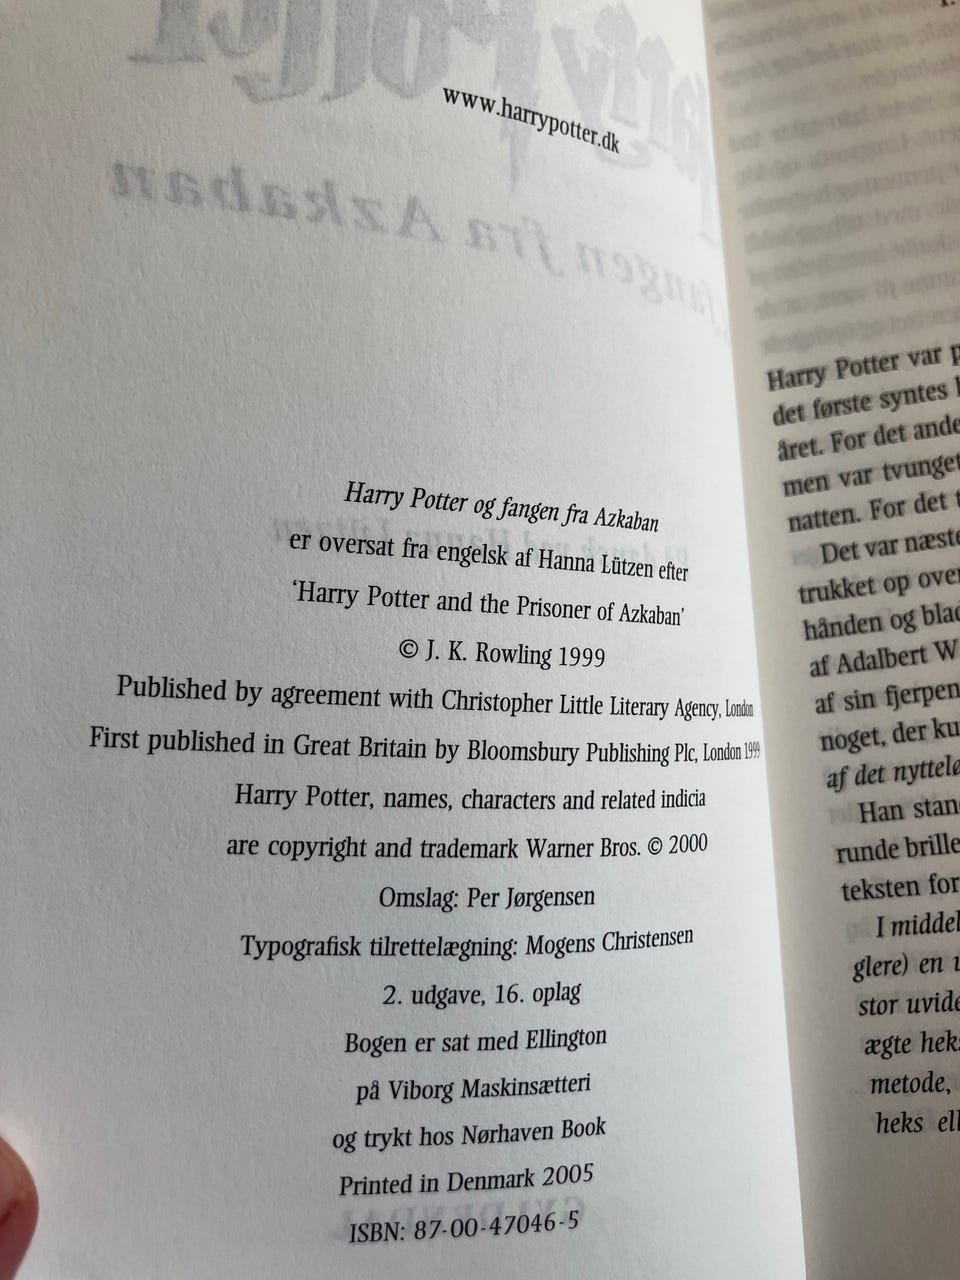 www.harrypotter.dk
fra Azkaban
Harry Potter og fangen fra Azkaban
er oversat fra engelsk af Hanna Lützen efter
‘Harry Potter and the Prisoner of Azkaban’
© J. K. Rowling 1999
Published by agreement with Christopher Little Literary Agency, London
First published in Great Britain by Bloomsbury Publishing Plc, London 1999
Harry Potter, names, characters and related indicia
are copyright and trademark Warner Bros. © 2000
Omslag: Per Jørgensen
Typografisk tilrettelægning: Mogens Christensen
2. udgave, 16. oplag
Bogen er sat med Ellington
på Viborg Maskinsætteri
og trykt hos Nørhaven Book
Printed in Denmark 2005
ISBN: 87-00-47046-5
Harry Potter var
det første syntes
året. For det ande
men var tvunget
natten. For det
Det var næste
trukket op over
hånden og blad
af Adalbert W
af sin fjerpen
noget, der ku
af det nyttelø
Han stan
runde brille
teksten for
I middel
glere) en
stor uvide
ægte hek
metode,
heks ell